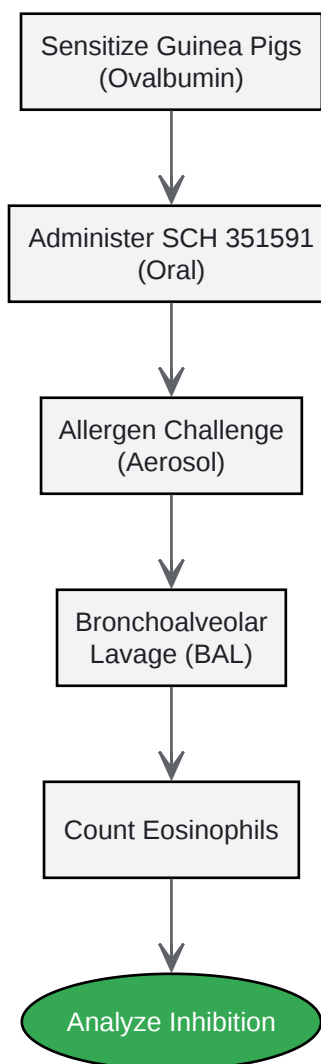 Sensitize Guinea Pigs
(Ovalbumin)
Administer SCH 351591
(Oral)
Allergen Challenge
(Aerosol)
Bronchoalveolar
Lavage (BAL)
Count Eosinophils
Analyze Inhibition